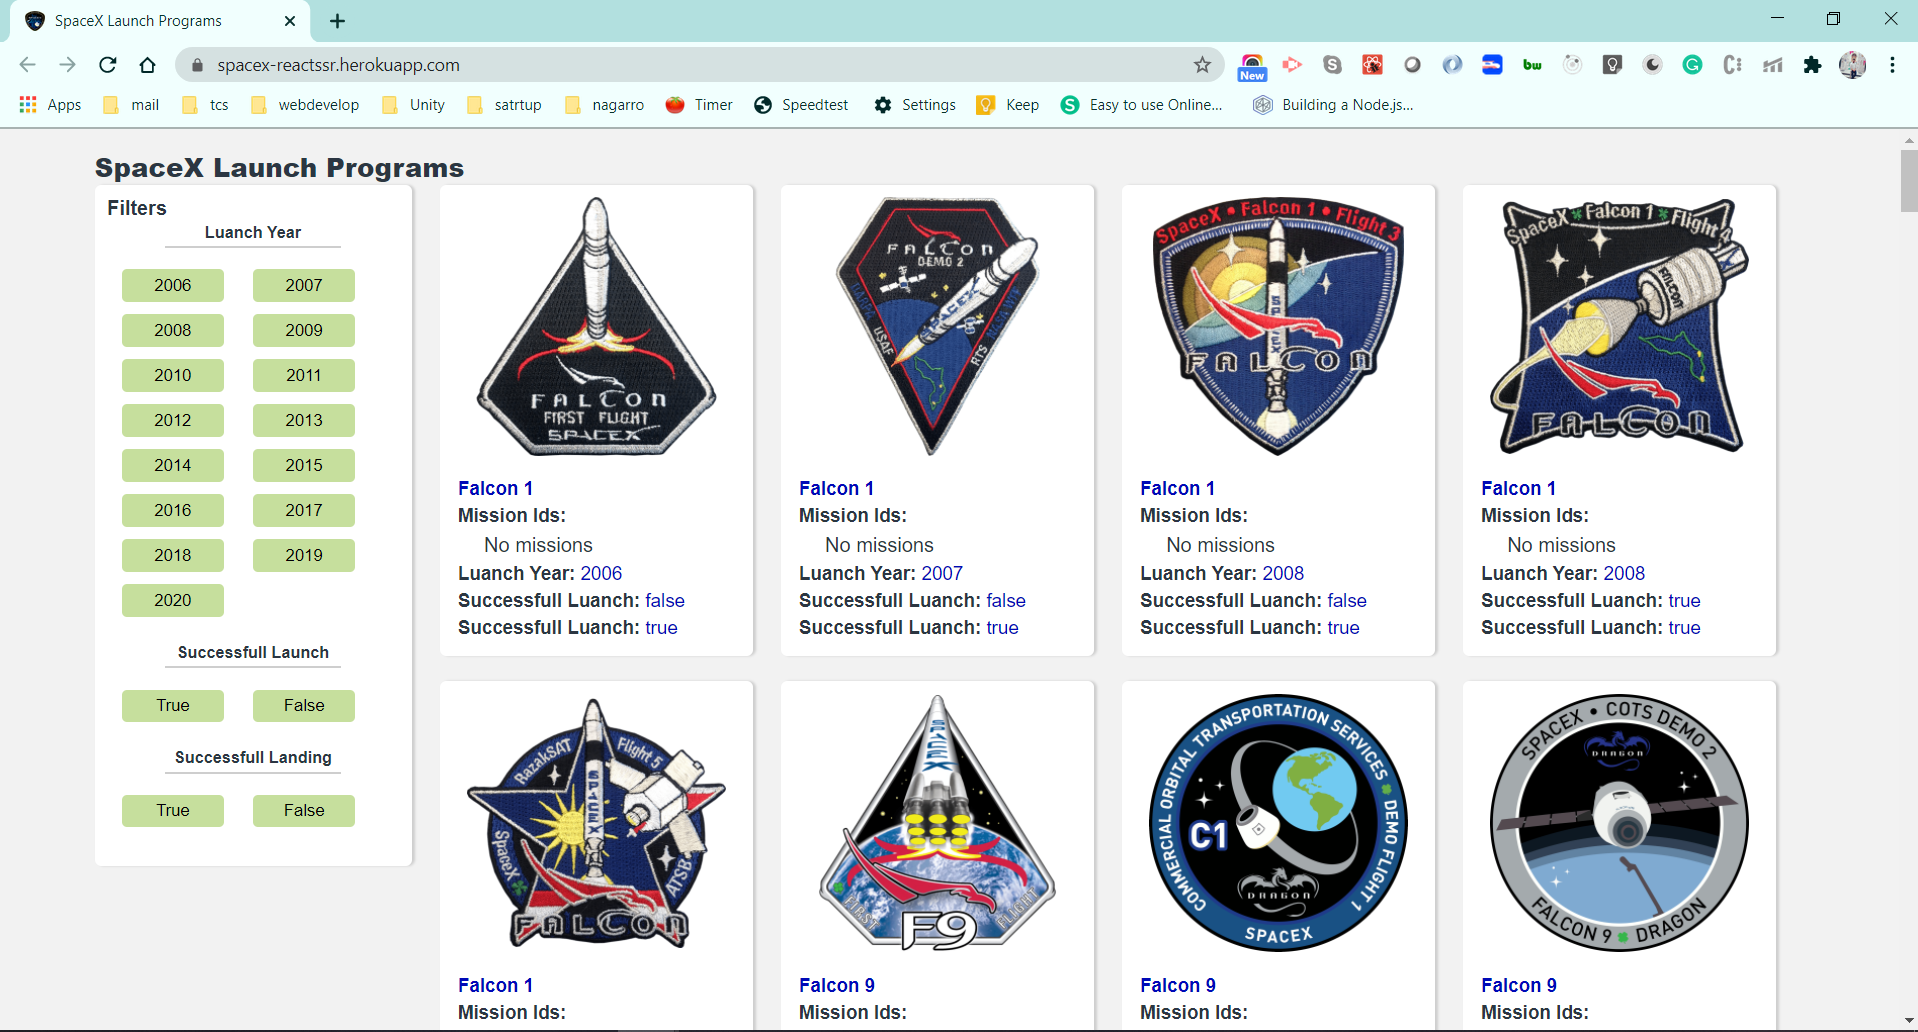 SpaceX Launch Programs
spacex-reactssr.herokuapp.com
New
bw
Apps mail tcs webdevelop Unity satrtup nagarro Timer Speedtest Settings Keep Easy to use Online... Building a Node.js...
SpaceX Launch Programs
Filters
Luanch Year
2006 2007
2008 2009
2010 2011
2012 2013
2014 2015
2016 2017
2018 2019
2020
Successfull Launch
True False
Successfull Landing
True False
FALCON
FIRST FLIGHT
SPACEX
Falcon 1
Mission Ids:
No missions
Luanch Year: 2006
Successfull Luanch: false
Successfull Luanch: true
FALCON
DEMO 2
SPACEX
USAF
RTS
Falcon 1
Mission Ids:
No missions
Luanch Year: 2007
Successfull Luanch: false
Successfull Luanch: true
SpaceX • Falcon 1 • Flight 3
SPACEX
FALCON
Falcon 1
Mission Ids:
No missions
Luanch Year: 2008
Successfull Luanch: false
Successfull Luanch: true
SpaceX Falcon 1 Flight 4
FALCON
FALCON
Falcon 1
Mission Ids:
No missions
Luanch Year: 2008
Successfull Luanch: true
Successfull Luanch: true
RazakSAT Flight 5
SPACEX
SpaceX
ATSB
FALCON
Falcon 1
Mission Ids:
SPACEX
FIRST FLIGHT
F9
Falcon 9
Mission Ids:
COMMERCIAL ORBITAL TRANSPORTATION SERVICES DEMO FLIGHT 1
C1
DRAGON
SPACEX
Falcon 9
Mission Ids:
SPACEX • COTS DEMO 2
DRAGON
FALCON 9 DRAGON
Falcon 9
Mission Ids: